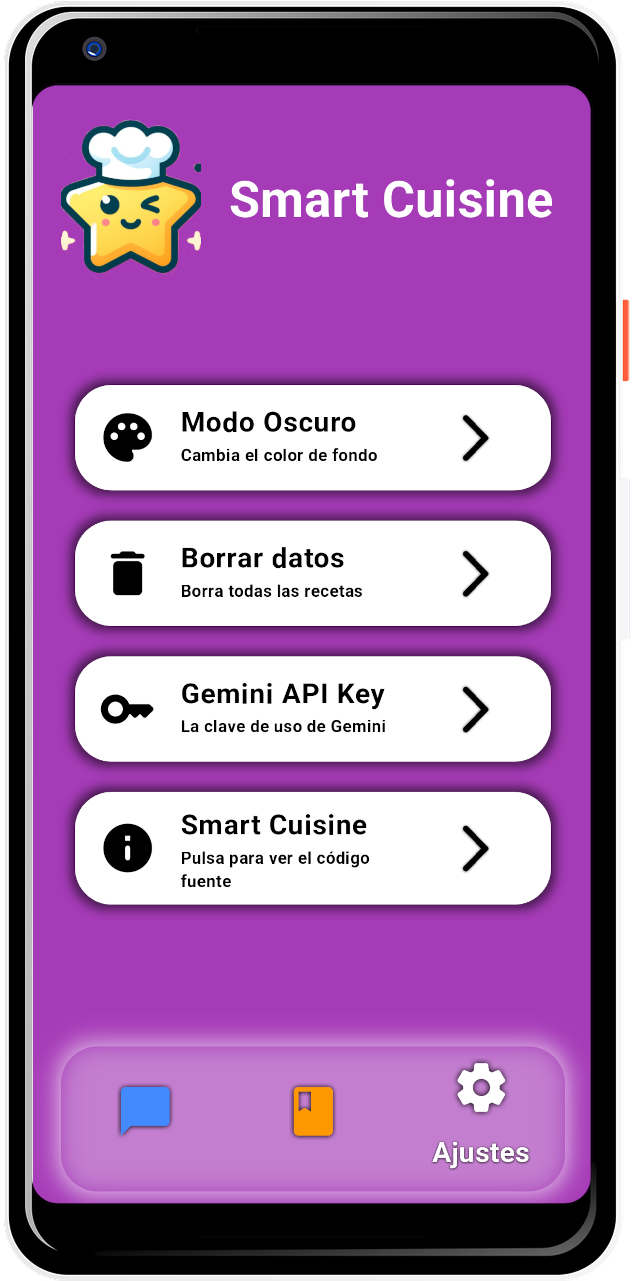 Smart Cuisine
Modo Oscuro
Cambia el color de fondo
Borrar datos
Borra todas las recetas
Gemini API Key
La clave de uso de Gemini
Smart Cuisine
Pulsa para ver el código
fuente
Ajustes